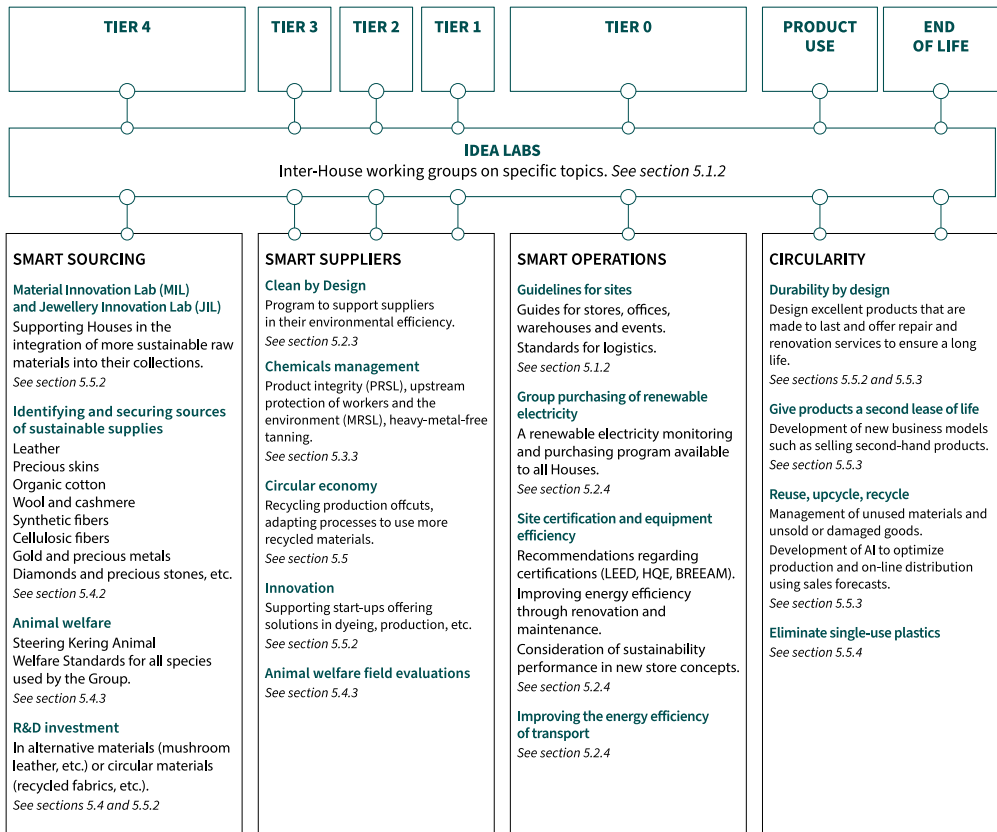 TIER 4
TIER 3
TIER 2
TIER 1
TIER 0
PRODUCT
USE
END
OF LIFE
IDEA LABS
Inter-House working groups on specific topics. See section 5.1.2
SMART SOURCING
Material Innovation Lab (MIL)
and Jewellery Innovation Lab (JIL)
Supporting Houses in the
integration of more sustainable raw
materials into their collections.
See section 5.5.2
Identifying and securing sources
of sustainable supplies
Leather
Precious skins
Organic cotton
Wool and cashmere
Synthetic fibers
Cellulosic fibers
Gold and precious metals
Diamonds and precious stones, etc.
See section 5.4.2
Animal welfare
Steering Kering Animal
Welfare Standards for all species
used by the Group.
See section 5.4.3
R&D investment
In alternative materials (mushroom
leather, etc.) or circular materials
(recycled fabrics, etc.).
See sections 5.4 and 5.5.2
SMART SUPPLIERS
Clean by Design
Program to support suppliers
in their environmental efficiency.
See section 5.2.3
Chemicals management
Product integrity (PRSL), upstream
protection of workers and the
environment (MRSL), heavy-metal-free
tanning.
See section 5.3.3
Circular economy
Recycling production offcuts,
adapting processes to use more
recycled materials.
See section 5.5
Innovation
Supporting start-ups offering
solutions in dyeing, production, etc.
See section 5.5.2
Animal welfare field evaluations
See section 5.4.3
SMART OPERATIONS
Guidelines for sites
Guides for stores, offices,
warehouses and events.
Standards for logistics.
See section 5.1.2
Group purchasing of renewable
electricity
A renewable electricity monitoring
and purchasing program available
to all Houses.
See section 5.2.4
Site certification and equipment
efficiency
Recommendations regarding
certifications (LEED, HQE, BREEAM).
Improving energy efficiency
through renovation and
maintenance.
Consideration of sustainability
performance in new store concepts.
See section 5.2.4
Improving the energy efficiency
of transport
See section 5.2.4
CIRCULARITY
Durability by design
Design excellent products that are
made to last and offer repair and
renovation services to ensure a long
life.
See sections 5.5.2 and 5.5.3
Give products a second lease of life
Development of new business models
such as selling second-hand products.
See section 5.5.3
Reuse, upcycle, recycle
Management of unused materials and
unsold or damaged goods.
Development of AI to optimize
production and on-line distribution
using sales forecasts.
See section 5.5.3
Eliminate single-use plastics
See section 5.5.4